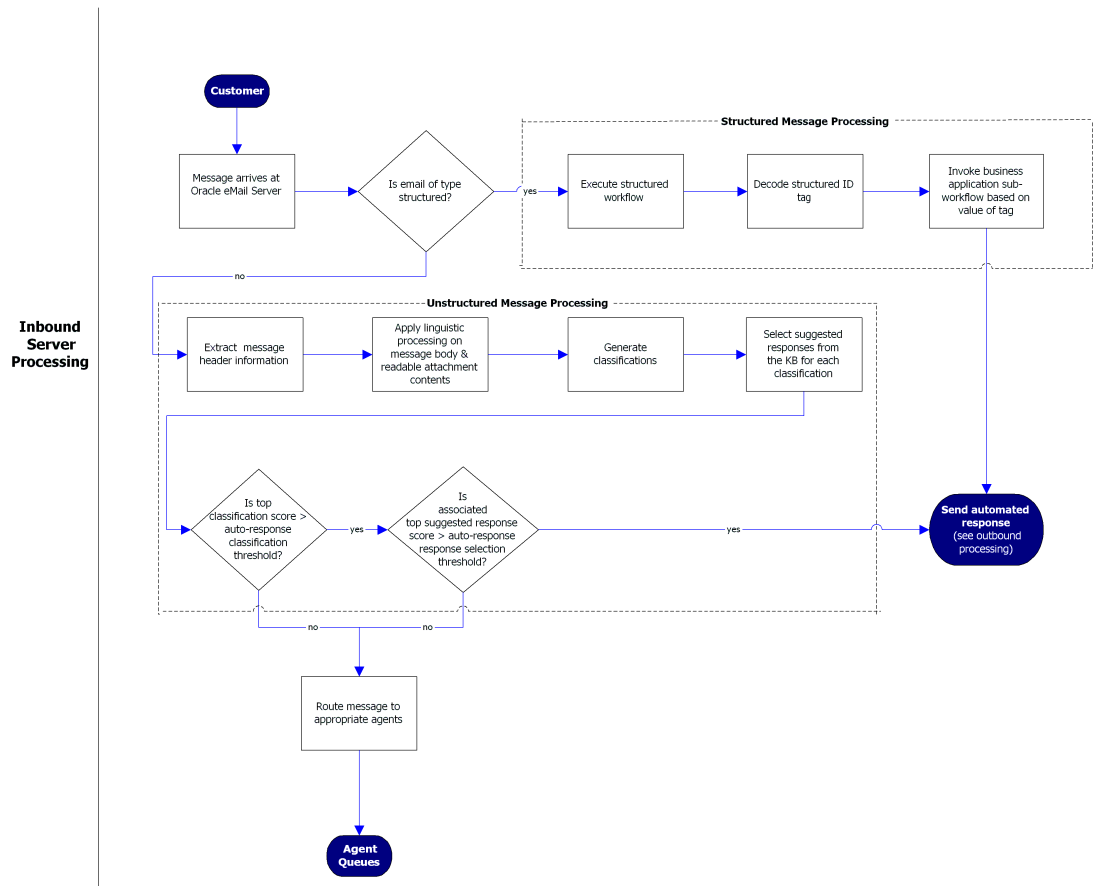 Customer
Structured Message Processing
Message arrives at
Oracle eMail Server
Is email of type
structured?
yes
Execute structured
workflow
Decode structured ID
tag
Invoke business
application sub-
workflow based on
value of tag
no
Unstructured Message Processing
Inbound
Server
Processing
Extract message
header information
Apply linguistic
processing on
message body &
readable attachment
contents
Generate
classifications
Select suggested
responses from
the KB for each
classification
Is top
classification score >
auto-response
classification
threshold?
yes
Is
associated
top suggested response
score > auto-response
response selection
threshold?
yes
Send automated
response
(see outbound
processing)
no
no
Route message to
appropriate agents
Agent
Queues